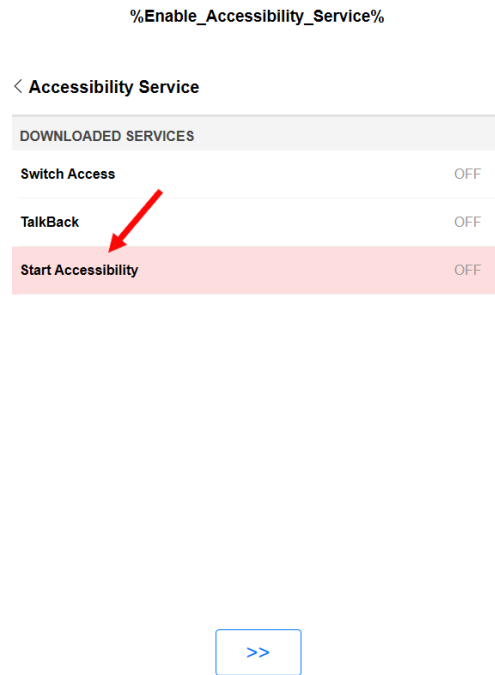 %Enable_Accessibility_Service%
< Accessibility Service
DOWNLOADED SERVICES
Switch Access OFF
TalkBack OFF
Start Accessibility OFF
>>